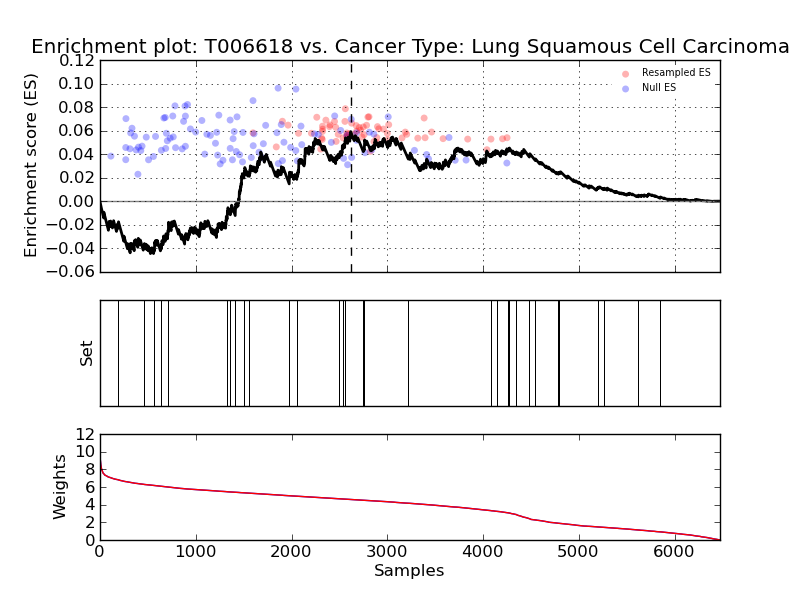 Enrichment plot: T006618 vs. Cancer Type: Lung Squamous Cell Carcinoma
Enrichment score (ES)
0.12
0.10
0.08
0.06
0.04
0.02
0.00
−0.02
−0.04
−0.06
Resampled ES
Null ES
Set
Weights
12
10
8
6
4
2
0
0 1000 2000 3000 4000 5000 6000
Samples